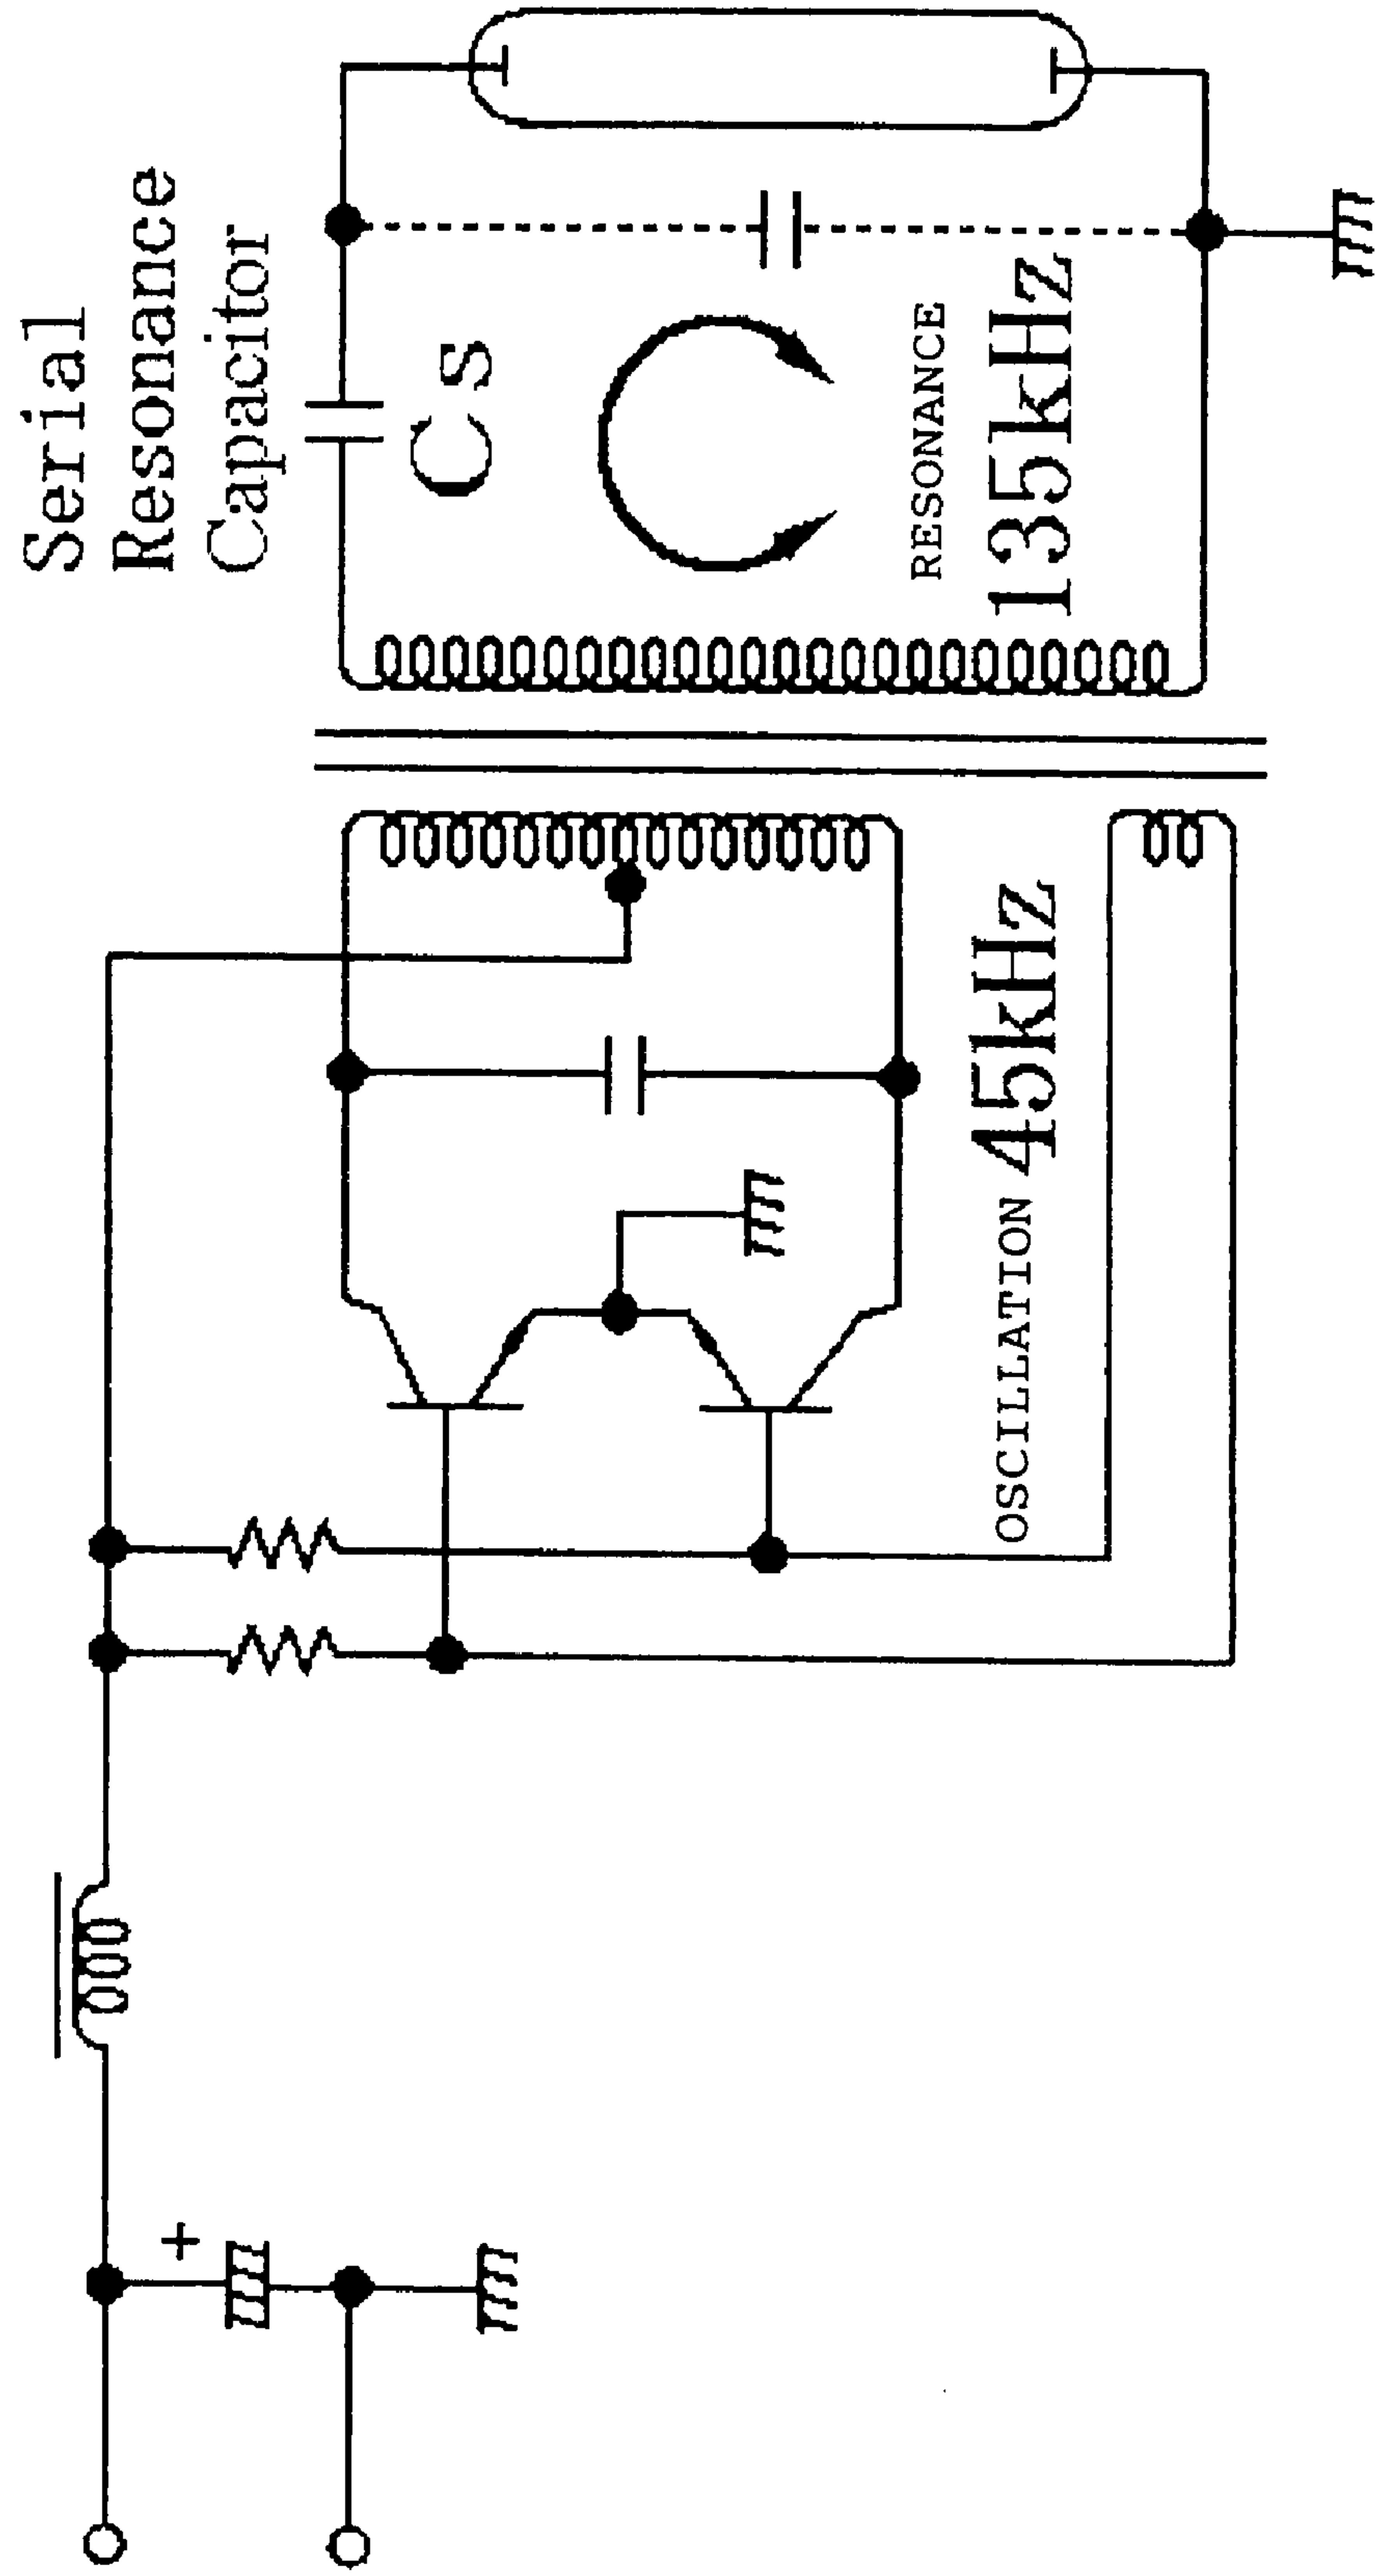 Serial
Resonance
Capacitor
Cs
RESONANCE
135kHz
OSCILLATION 45kHz
+